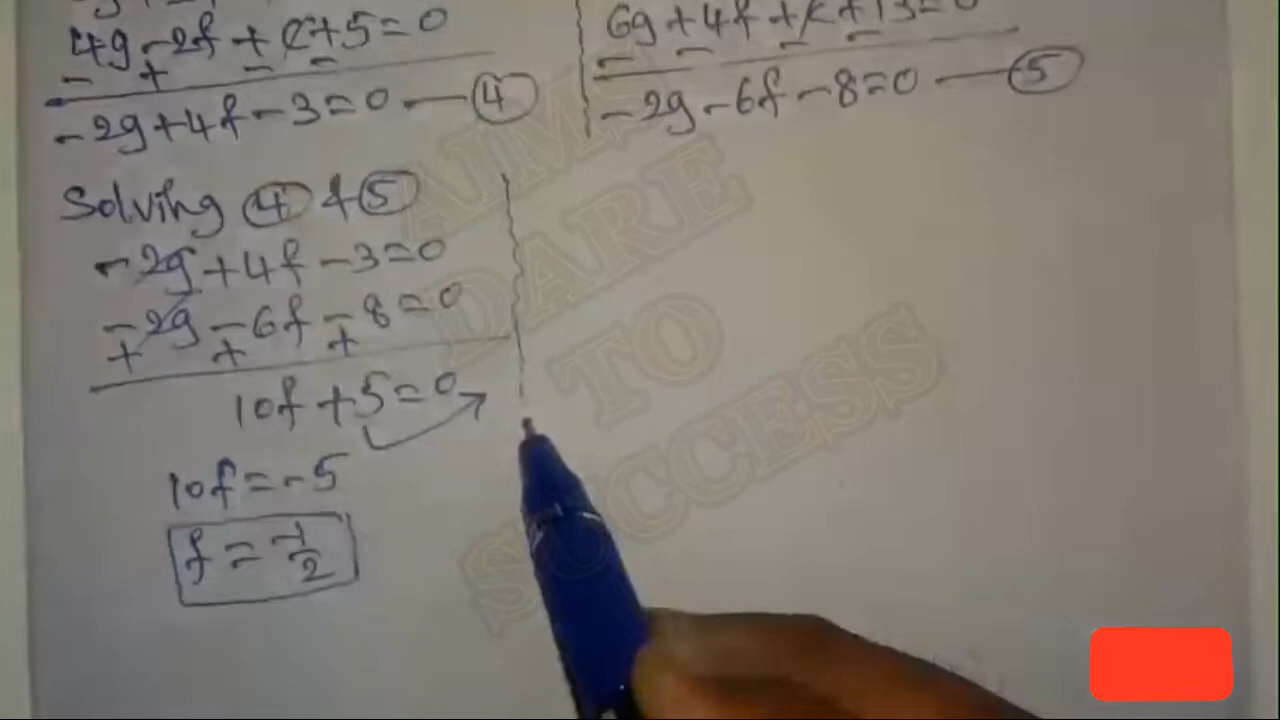 4g - 2f + c + 5 = 0
- + - -
-2g + 4f - 3 = 0 — 4
6g + 4f + c + 13 = 0
- - - -
-2g - 6f - 8 = 0 — 5
Solving 4 & 5
-2g + 4f - 3 = 0
-2g - 6f - 8 = 0
+ + +
10f + 5 = 0
10f = -5
f = -1/2
AIM
DARE
TO
SUCCESS